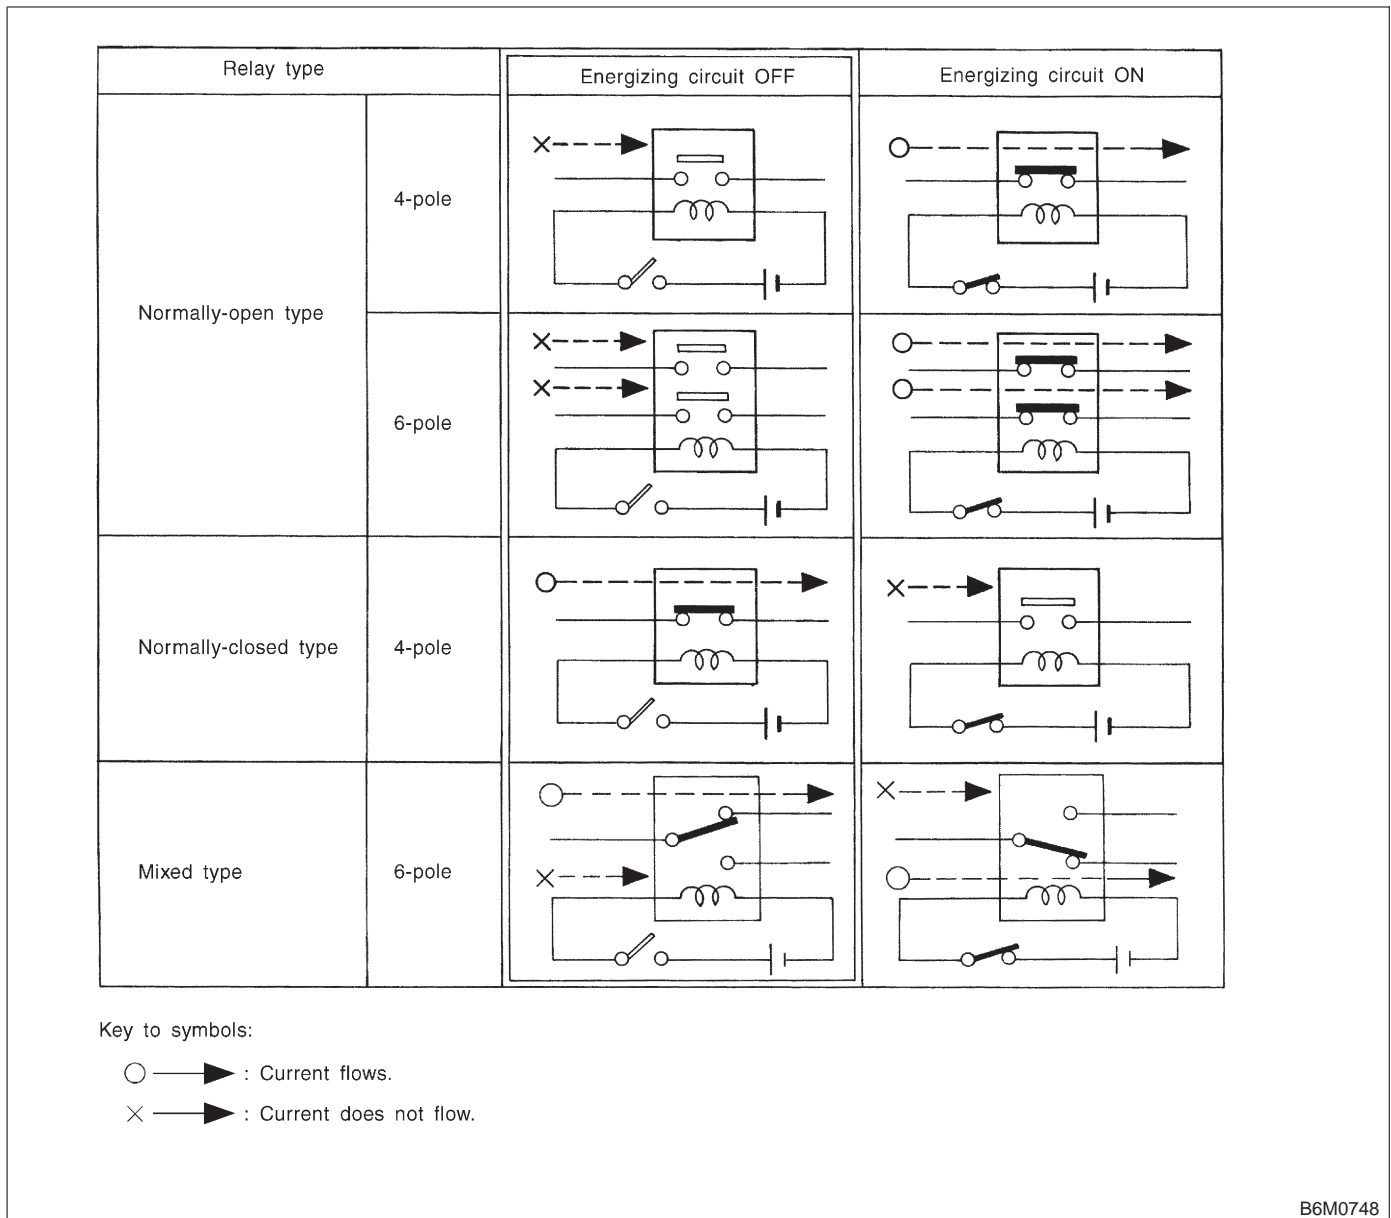 Relay type
Energizing circuit OFF
Energizing circuit ON
Normally-open type
4-pole
6-pole
Normally-closed type
4-pole
Mixed type
6-pole
Key to symbols:
: Current flows.
: Current does not flow.
B6M0748